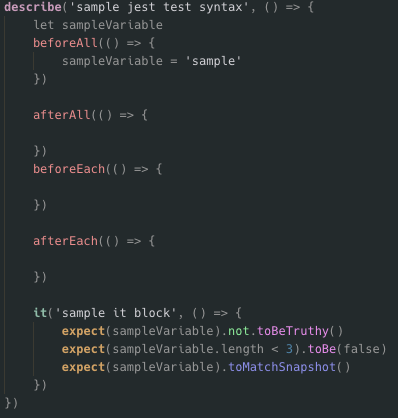 describe('sample jest test syntax', () => {
    let sampleVariable
    beforeAll(() => {
        sampleVariable = 'sample'
    })
    afterAll(() => {
    })
    beforeEach(() => {
    })
    afterEach(() => {
    })
    it('sample it block', () => {
        expect(sampleVariable).not.toBeTruthy()
        expect(sampleVariable.length < 3).toBe(false)
        expect(sampleVariable).toMatchSnapshot()
    })
})